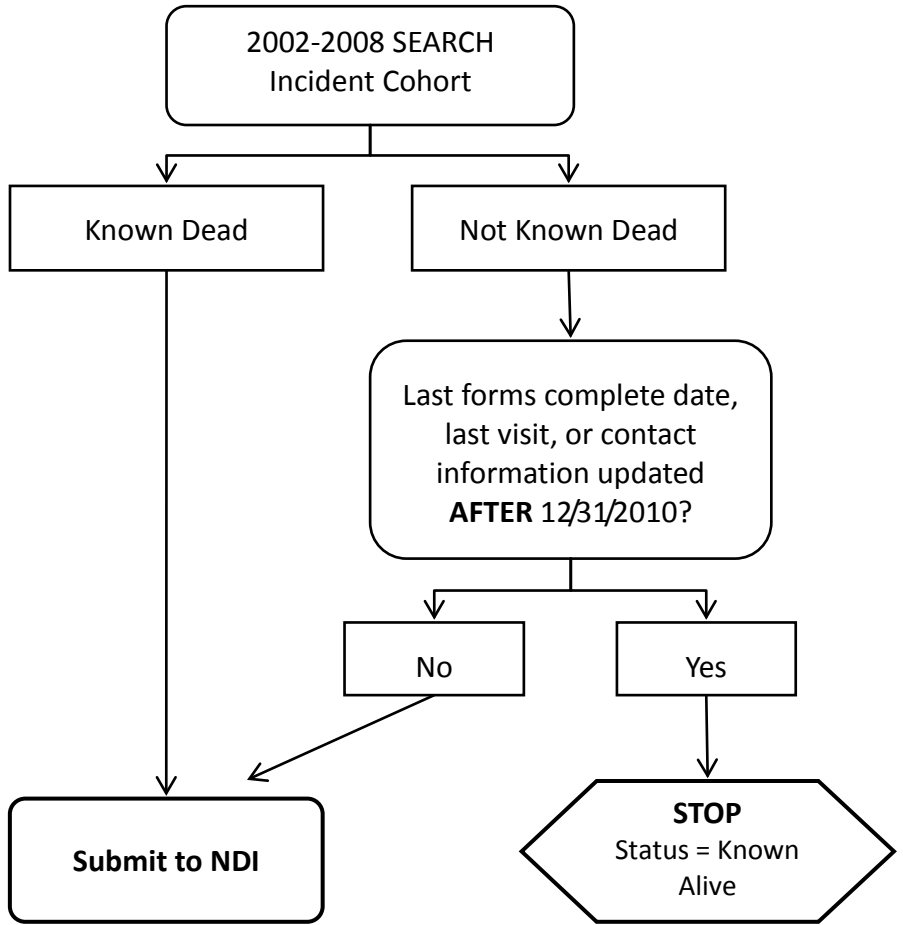 2002-2008 SEARCH
Incident Cohort
Known Dead
Not Known Dead
Last forms complete date,
last visit, or contact
information updated
AFTER 12/31/2010?
No
Yes
Submit to NDI
STOP
Status = Known
Alive